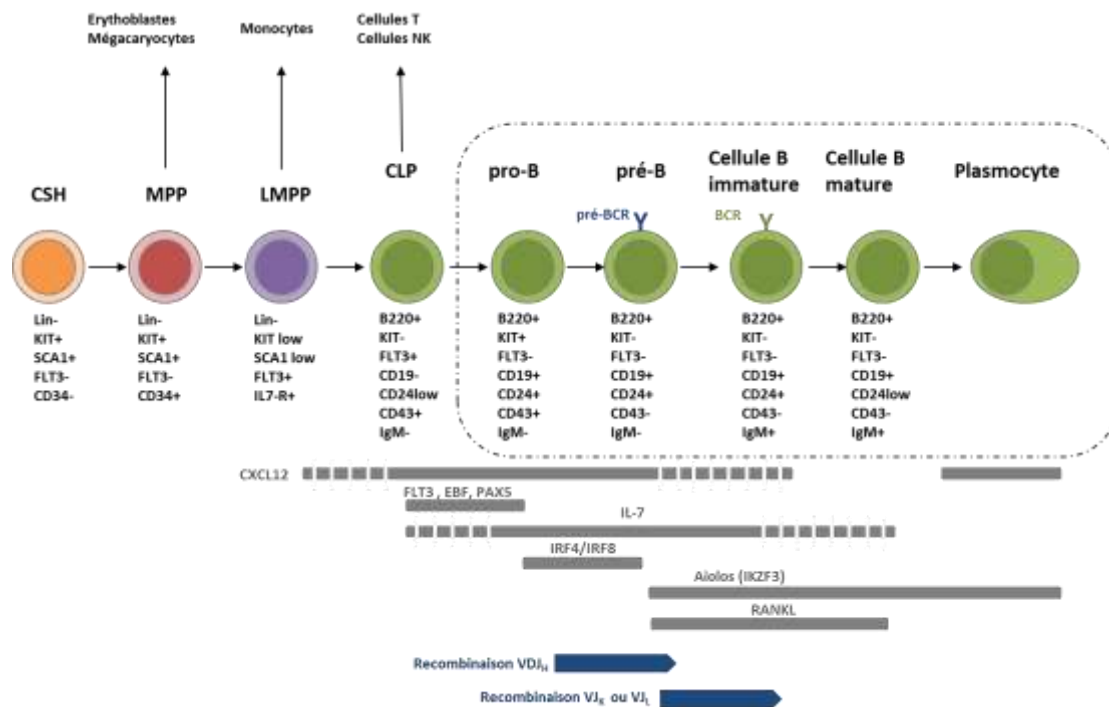 Erythoblastes
Mégacaryocytes
Monocytes
Cellules T
Cellules NK
CSH
MPP
LMPP
CLP
pro-B
pré-B
Cellule B
immature
Cellule B
mature
Plasmocyte
pré-BCR
BCR
Lin-
KIT+
SCA1+
FLT3-
CD34-
Lin-
KIT+
SCA1+
FLT3-
CD34+
Lin-
KIT low
SCA1 low
FLT3+
IL7-R+
B220+
KIT-
FLT3+
CD19-
CD24low
CD43+
IgM-
B220+
KIT+
FLT3-
CD19+
CD24+
CD43+
IgM-
B220+
KIT-
FLT3-
CD19+
CD24+
CD43-
IgM-
B220+
KIT-
FLT3-
CD19+
CD24+
CD43-
IgM+
B220+
KIT-
FLT3-
CD19+
CD24low
CD43-
IgM+
CXCL12
FLT3 , EBF, PAX5
IL-7
IRF4/IRF8
Aiolos (IKZF3)
RANKL
Recombinaison VDJH
Recombinaison VJK ou VJL